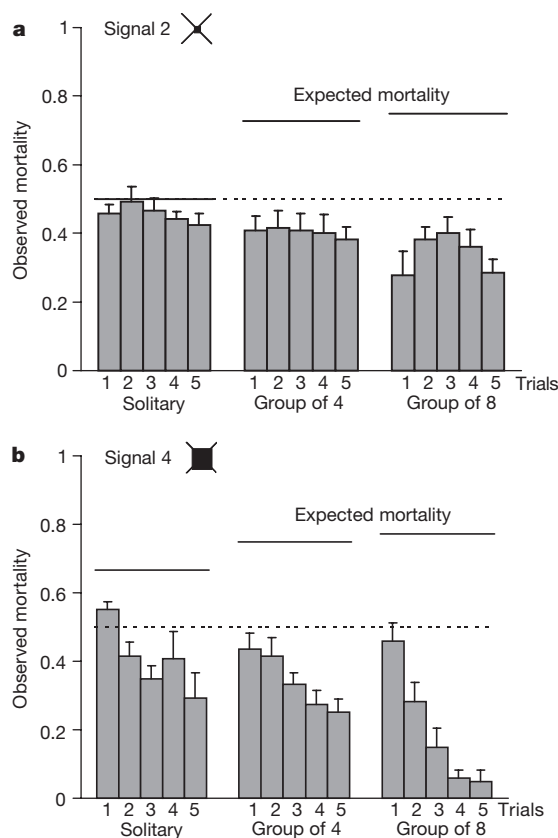 a
Signal 2
Expected mortality
Observed mortality
1
0.8
0.6
0.4
0.2
0
1 2 3 4 5 1 2 3 4 5 1 2 3 4 5 Trials
Solitary Group of 4 Group of 8
b
Signal 4
Expected mortality
Observed mortality
1
0.8
0.6
0.4
0.2
0
1 2 3 4 5 1 2 3 4 5 1 2 3 4 5 Trials
Solitary Group of 4 Group of 8